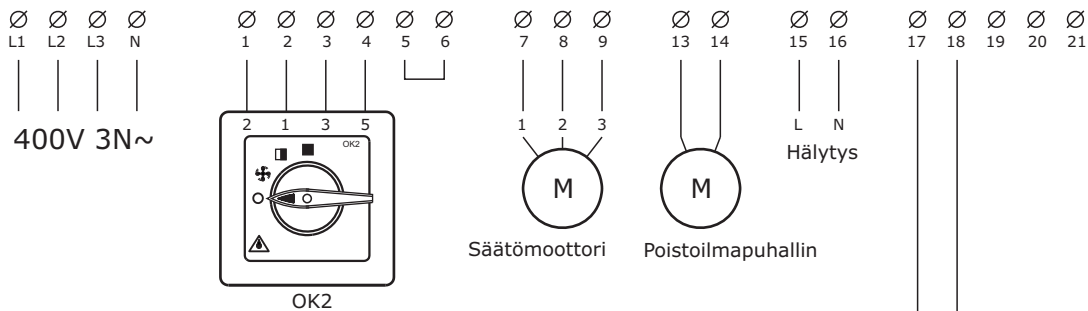 L1 L2 L3 N 1 2 3 4 5 6 7 8 9 13 14 15 16 17 18 19 20 21
400V 3N~
2 1 3 5
1 2 3
L N
OK2
Hälytys
M
M
Säätömoottori
Poistoilmapuhallin
OK2